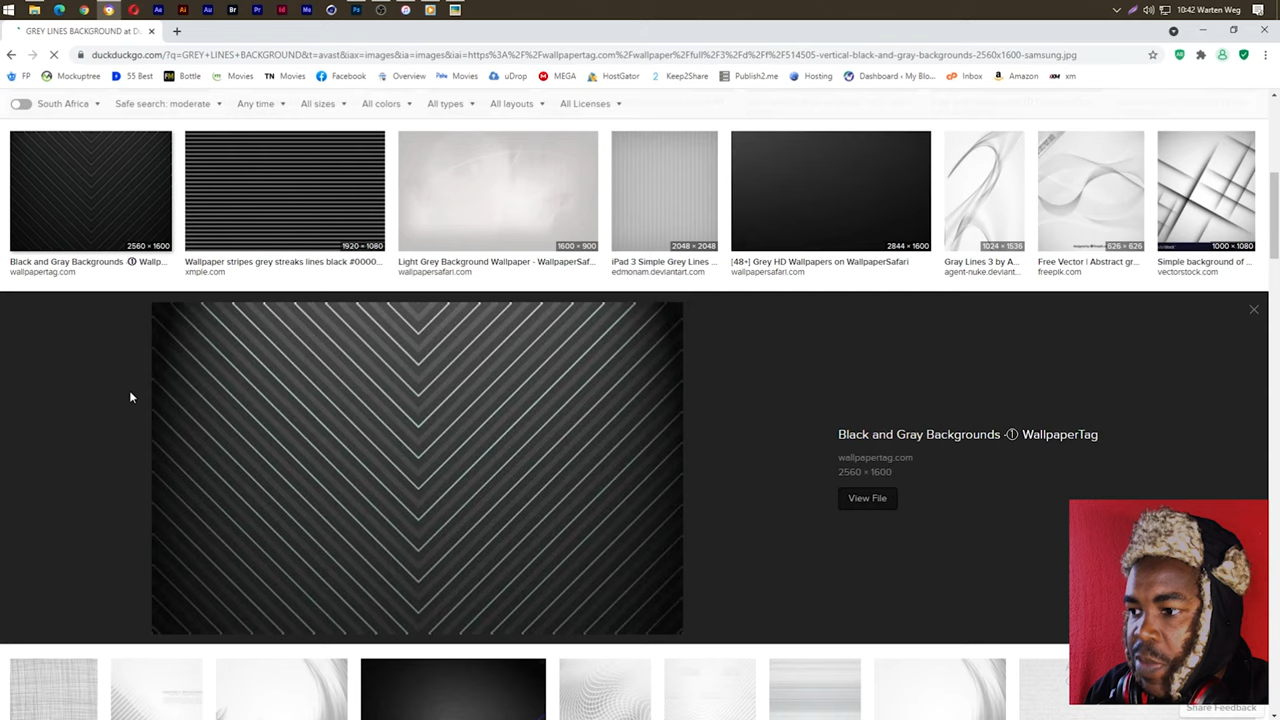 10:42 Warten Weg
GREY LINES BACKGROUND at D
duckduckgo.com/?q=GREY+LINES+BACKGROUND&t=avast&iax=images&ia=images&iai=https%3A%2F%2Fwallpapertag.com%2Fwallpaper%2Ffull%2F3%2Fd%2Ff%2F514505-vertical-black-and-gray-backgrounds-2560x1600-samsung.jpg
FP Mockuptree 55 Best Bottle Movies TN Movies Facebook Overview Movies uDrop MEGA HostGator Keep2Share Publish2.me Hosting Dashboard ‹ My Blo... Inbox Amazon xm
South Africa Safe search: moderate Any time All sizes All colors All types All layouts All Licenses
2560 × 1600 1920 × 1080 1600 × 900 2048 × 2048 2844 × 1600 1024 × 1536 626 × 626 1000 × 1080
Black and Gray Backgrounds ·① Wallp... Wallpaper stripes grey streaks lines black #0000... Light Grey Background Wallpaper - WallpaperSaf... iPad 3 Simple Grey Lines ... [48+] Grey HD Wallpapers on WallpaperSafari Gray Lines 3 by A... Free Vector | Abstract gr... Simple background of ...
wallpapertag.com xmple.com wallpapersafari.com edmonam.deviantart.com wallpapersafari.com agent-nuke.deviant... freepik.com vectorstock.com
Black and Gray Backgrounds ·① WallpaperTag
wallpapertag.com
2560 × 1600
View File
Share Feedback